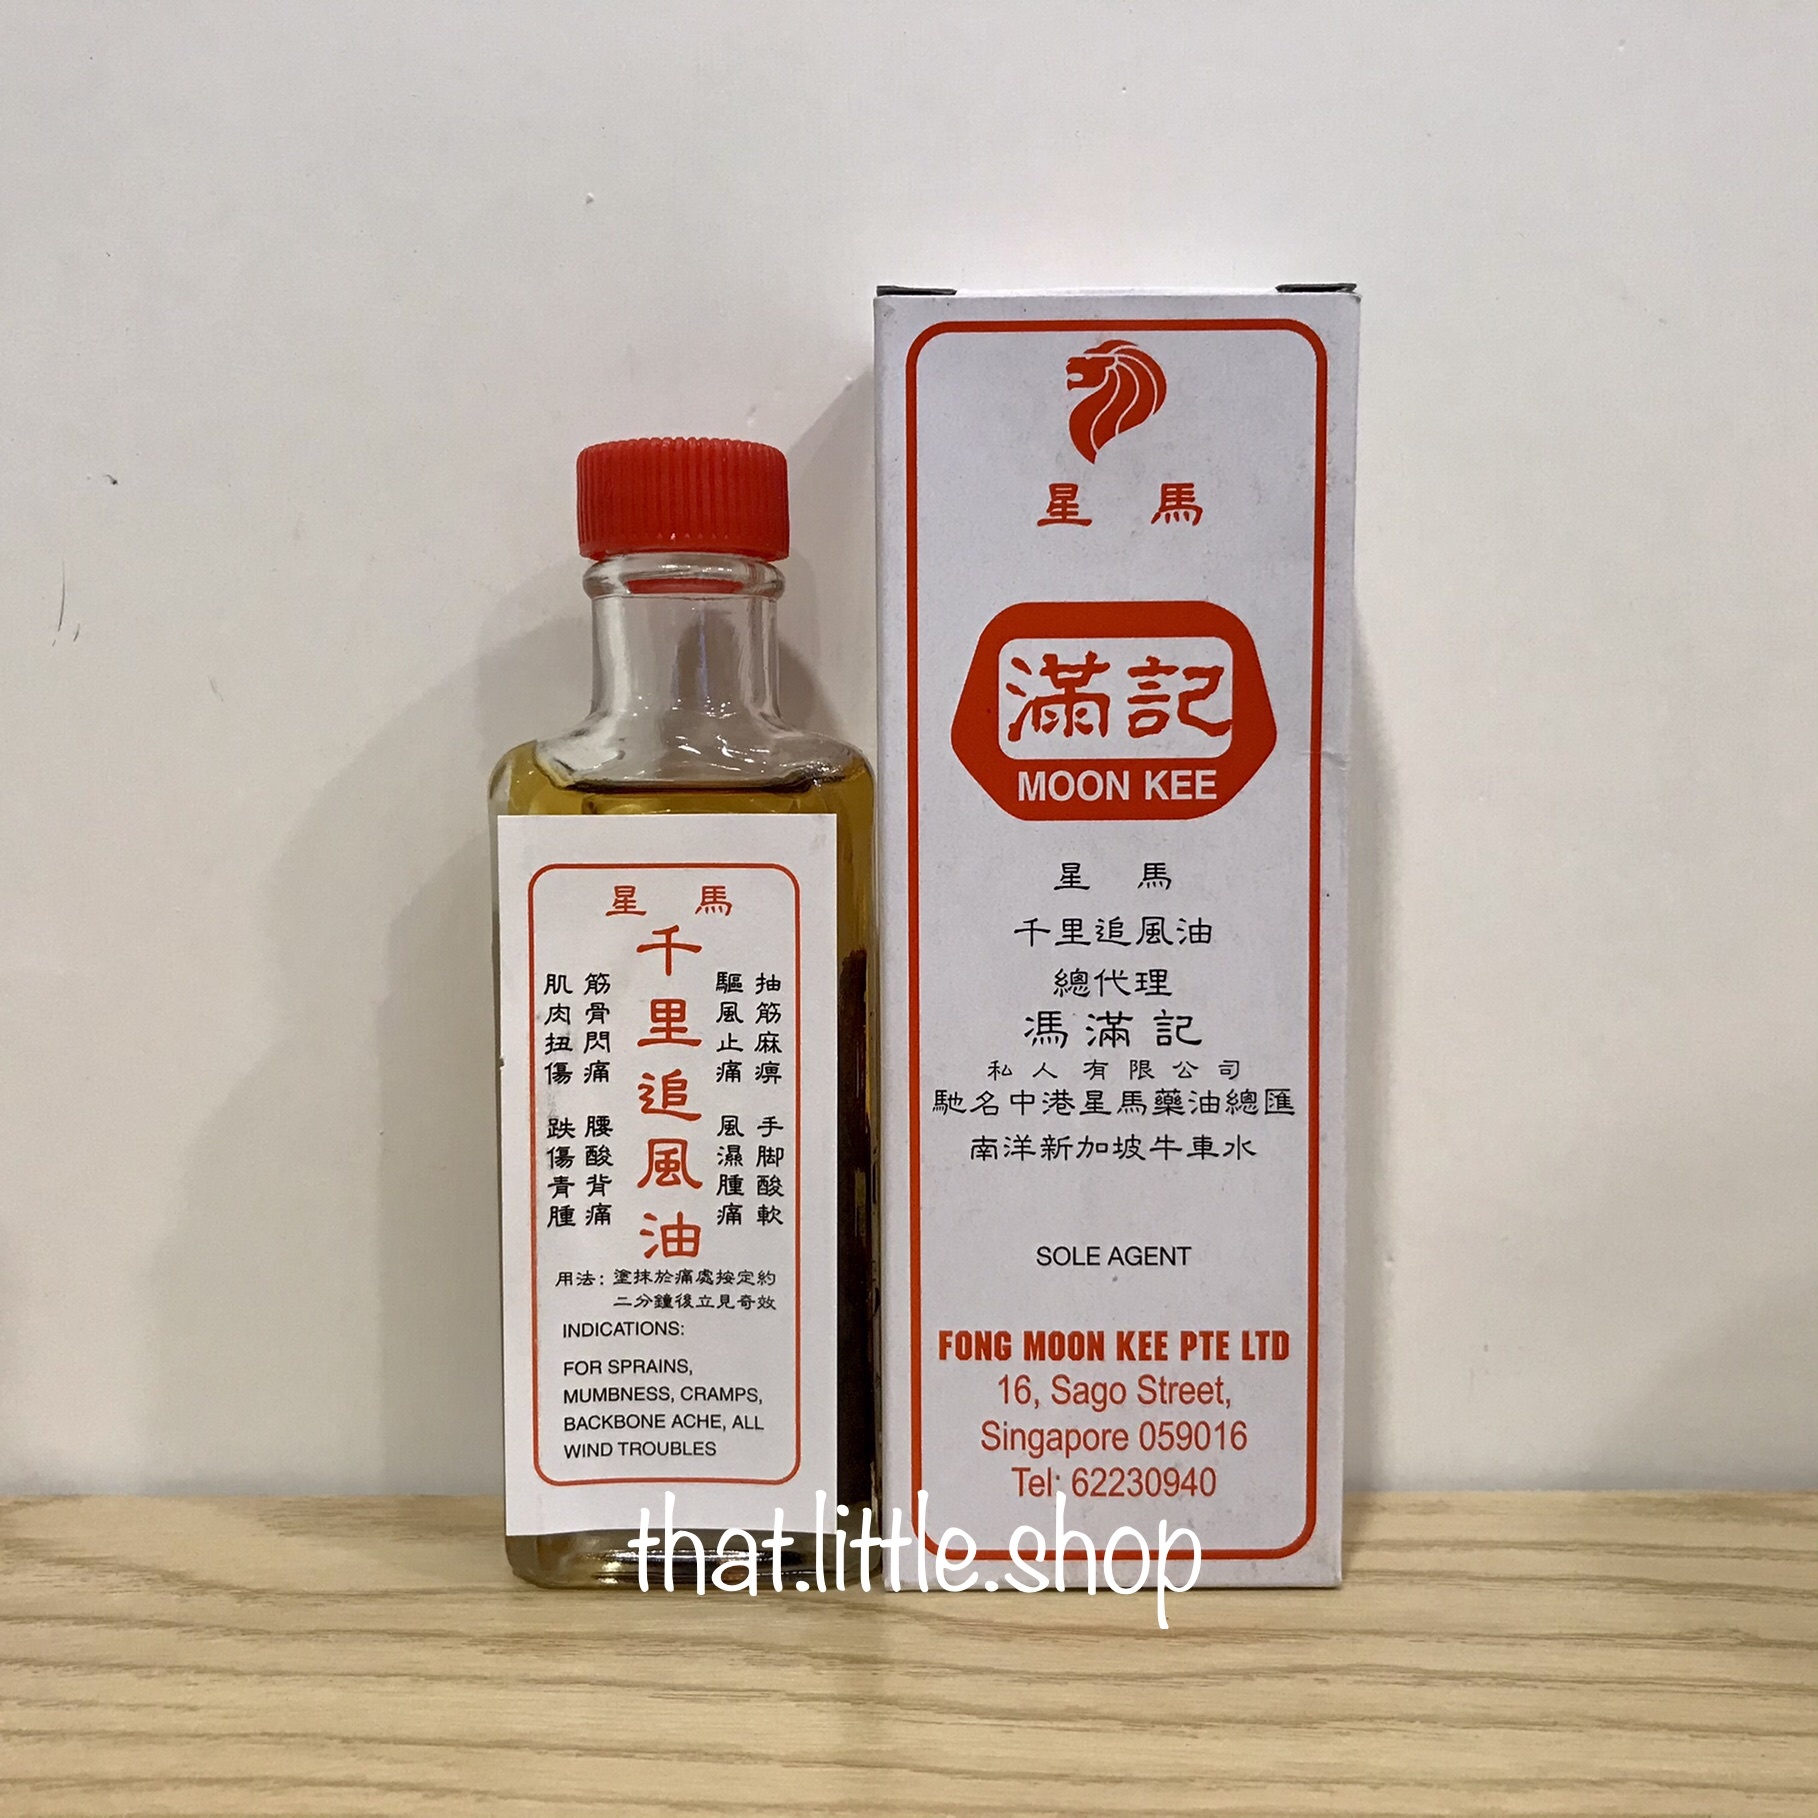 星馬
千里追風油
抽筋麻痹
驅風止痛
手脚酸軟
風濕腫痛
筋骨閃痛
肌肉扭傷
腰酸背痛
跌傷青腫
用法：塗抹於痛處按定約
二分鐘後立見奇效
INDICATIONS:
FOR SPRAINS,
MUMBNESS, CRAMPS,
BACKBONE ACHE, ALL
WIND TROUBLES
星馬
滿記
MOON KEE
星馬
千里追風油
總代理
馮滿記
私人有限公司
馳名中港星馬藥油總匯
南洋新加坡牛車水
SOLE AGENT
FONG MOON KEE PTE LTD
16, Sago Street,
Singapore 059016
Tel: 62230940
that.little.shop